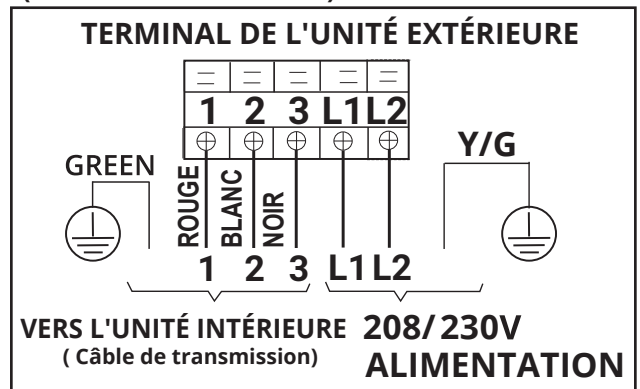 TERMINAL DE L'UNITÉ EXTÉRIEURE
1 2 3 L1 L2
GREEN
ROUGE
BLANC
NOIR
Y/G
1 2 3 L1 L2
VERS L'UNITÉ INTÉRIEURE
( Câble de transmission)
208/230V
ALIMENTATION